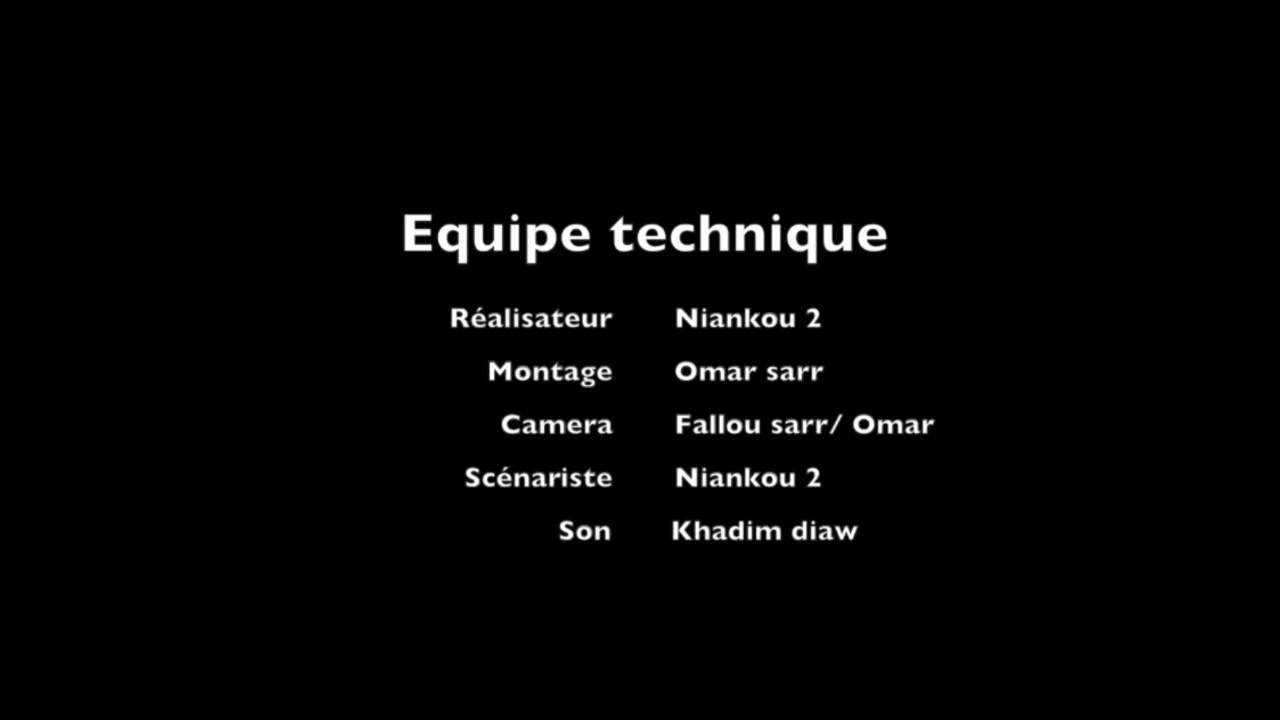 Equipe technique
Réalisateur Niankou 2
Montage Omar sarr
Camera Fallou sarr/ Omar
Scénariste Niankou 2
Son Khadim diaw